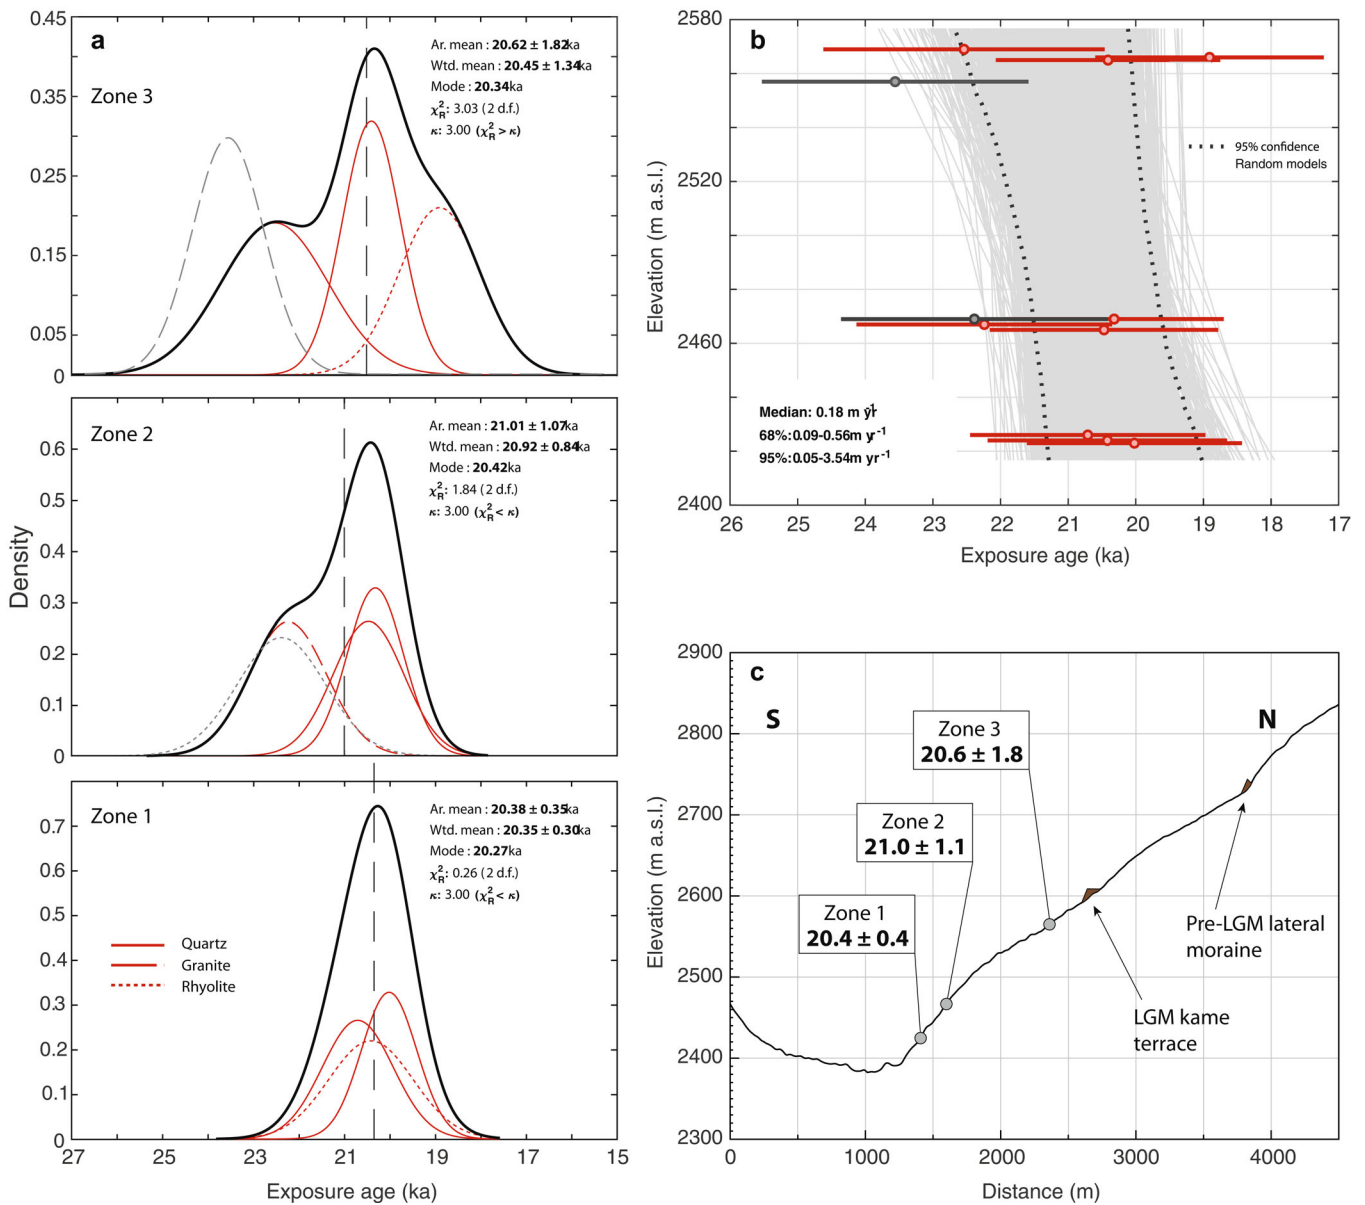 a
Zone 3
Ar. mean : 20.62 ± 1.82ka
Wtd. mean : 20.45 ± 1.34ka
Mode : 20.34ka
χ²R: 3.03 (2 d.f.)
κ: 3.00 (χ²R > κ)
0.45
0.35
0.25
0.15
0.05
0
Zone 2
Ar. mean : 21.01 ± 1.07ka
Wtd. mean : 20.92 ± 0.84ka
Mode : 20.42ka
χ²R: 1.84 (2 d.f.)
κ: 3.00 (χ²R < κ)
0.6
0.5
0.4
0.3
0.2
0.1
0
Density
Zone 1
Ar. mean : 20.38 ± 0.35ka
Wtd. mean : 20.35 ± 0.30ka
Mode : 20.27ka
χ²R: 0.26 (2 d.f.)
κ: 3.00 (χ²R < κ)
Quartz
Granite
Rhyolite
0.7
0.6
0.5
0.4
0.3
0.2
0.1
0
27 25 23 21 19 17 15
Exposure age (ka)
b
2580
2520
2460
2400
Elevation (m a.s.l.)
95% confidence
Random models
Median: 0.18 m yr-1
68%:0.09-0.56m yr-1
95%:0.05-3.54m yr-1
26 25 24 23 22 21 20 19 18 17
Exposure age (ka)
c
2900
2800
2700
2600
2500
2400
2300
Elevation (m a.s.l.)
S
N
Zone 3
20.6 ± 1.8
Zone 2
21.0 ± 1.1
Zone 1
20.4 ± 0.4
Pre-LGM lateral
moraine
LGM kame
terrace
0 1000 2000 3000 4000
Distance (m)